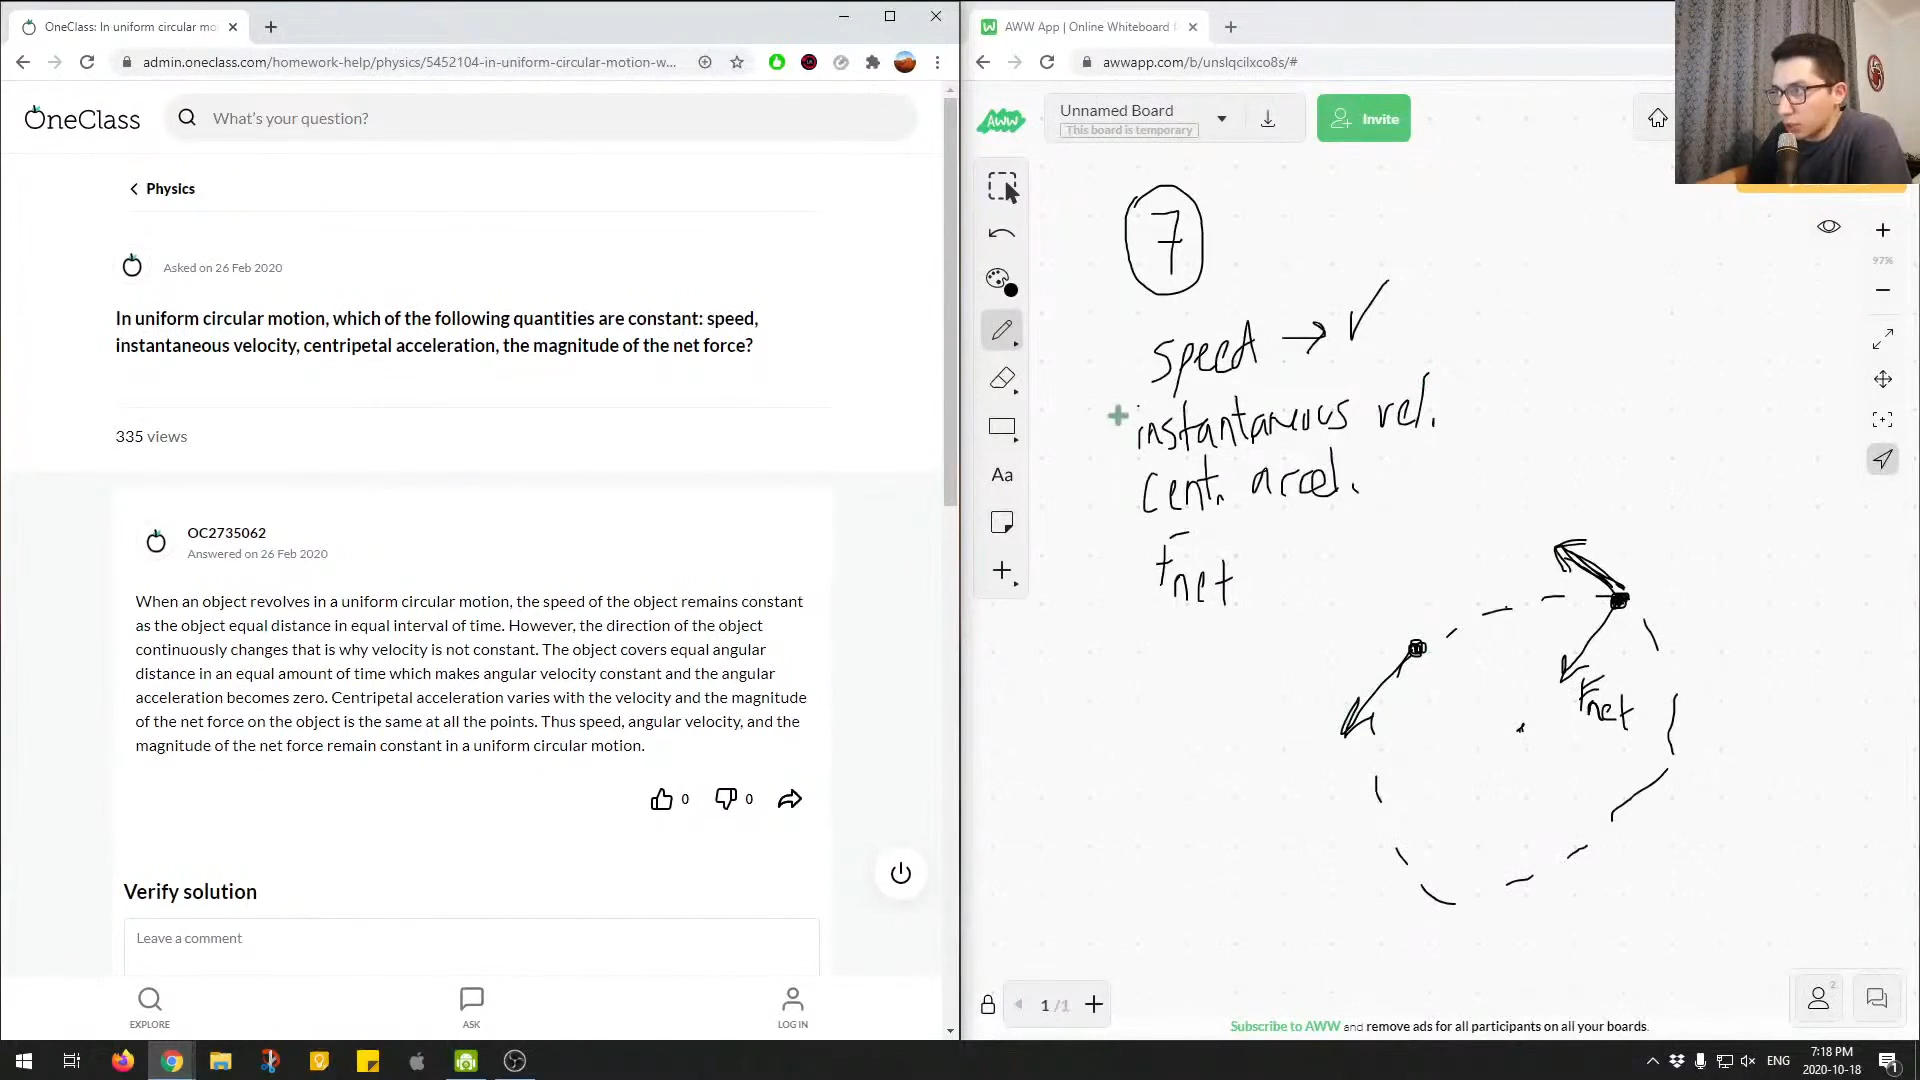 OneClass: In uniform circular mo
admin.oneclass.com/homework-help/physics/5452104-in-uniform-circular-motion-w...
OneClass
What's your question?
Physics
Asked on 26 Feb 2020
In uniform circular motion, which of the following quantities are constant: speed,
instantaneous velocity, centripetal acceleration, the magnitude of the net force?
335 views
OC2735062
Answered on 26 Feb 2020
When an object revolves in a uniform circular motion, the speed of the object remains constant
as the object equal distance in equal interval of time. However, the direction of the object
continuously changes that is why velocity is not constant. The object covers equal angular
distance in an equal amount of time which makes angular velocity constant and the angular
acceleration becomes zero. Centripetal acceleration varies with the velocity and the magnitude
of the net force on the object is the same at all the points. Thus speed, angular velocity, and the
magnitude of the net force remain constant in a uniform circular motion.
0
0
Verify solution
Leave a comment
EXPLORE
ASK
LOG IN
AWW App | Online Whiteboard f
awwapp.com/b/unslqcilxco8s/#
AWW
Unnamed Board
This board is temporary
Invite
97%
Aa
7
speed → ✓
instantaneous vel.
cent. accel.
Fnet
Fnet
1 /1
2
Subscribe to AWW and remove ads for all participants on all your boards.
ENG
7:18 PM
2020-10-18
1